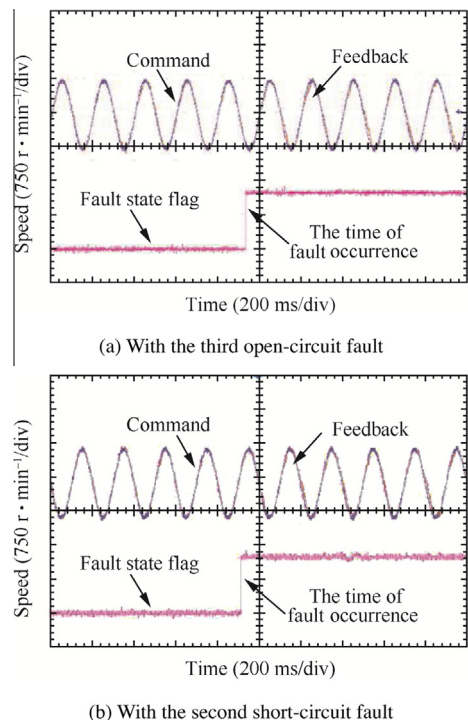 Speed (750 r·min⁻¹/div)
Command
Feedback
Fault state flag
The time of
fault occurrence
Time (200 ms/div)
(a) With the third open-circuit fault
Speed (750 r·min⁻¹/div)
Command
Feedback
Fault state flag
The time of
fault occurrence
Time (200 ms/div)
(b) With the second short-circuit fault